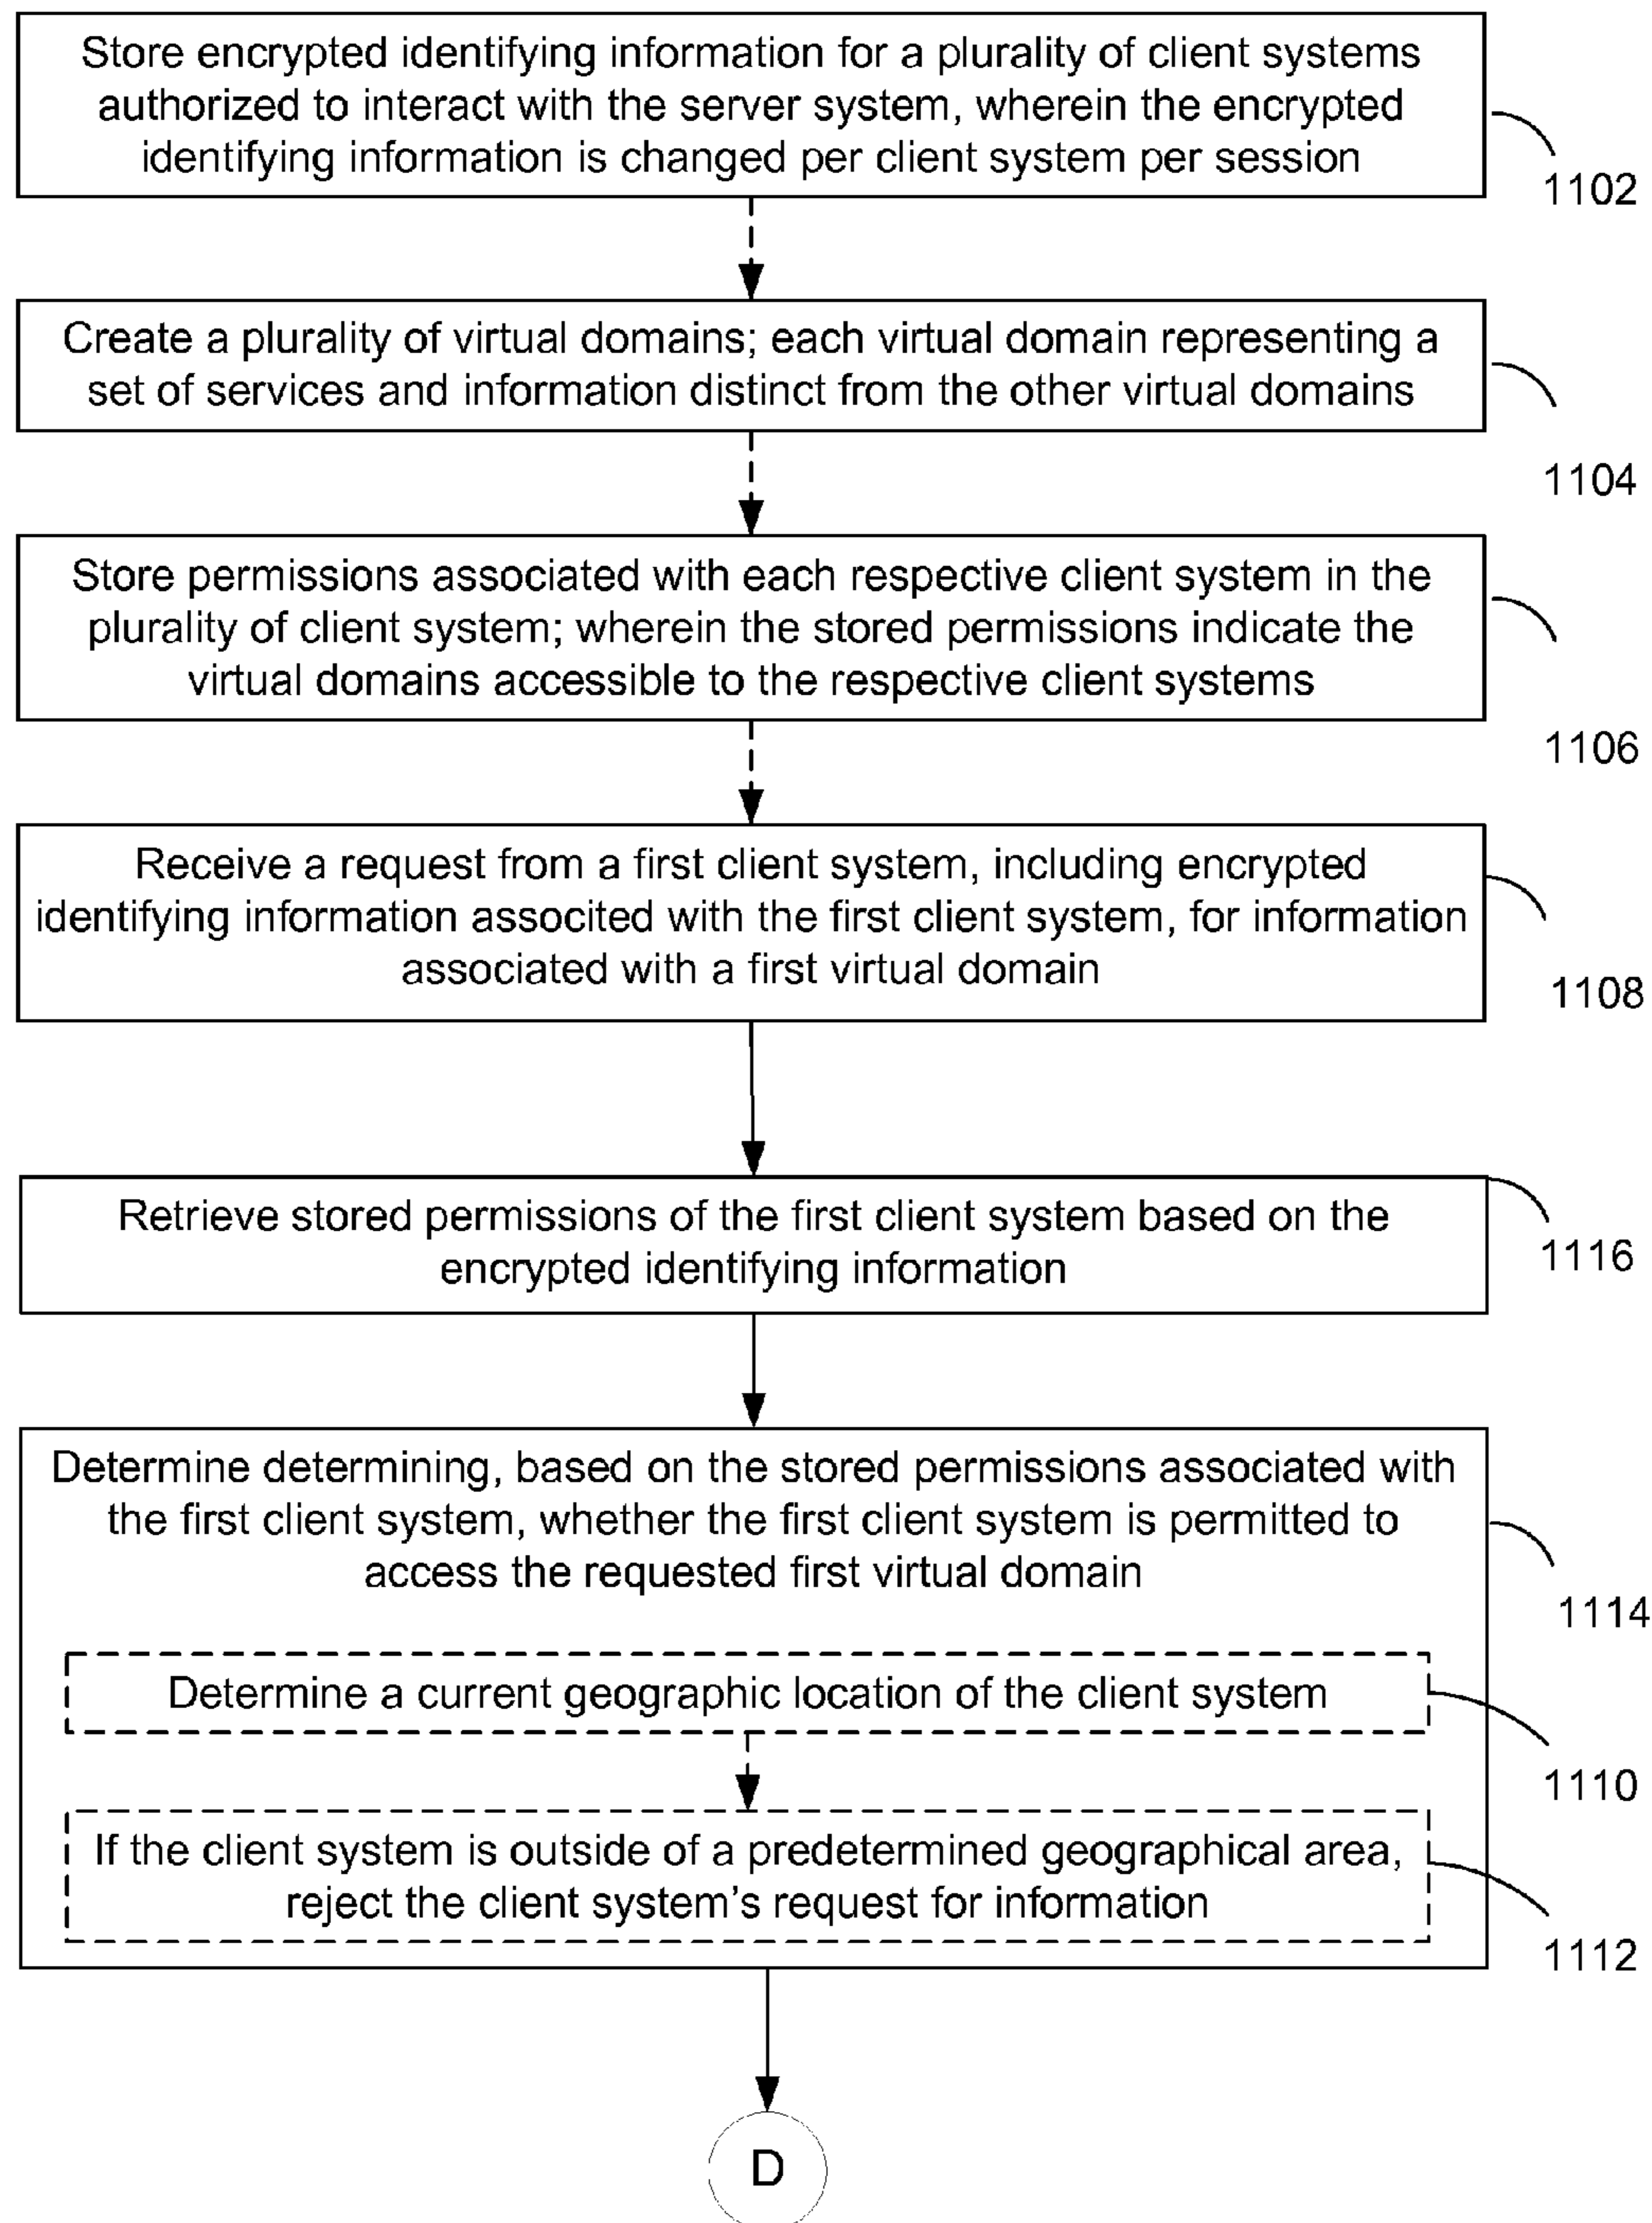 Store encrypted identifying information for a plurality of client systems
authorized to interact with the server system, wherein the encrypted
identifying information is changed per client system per session
1102
Create a plurality of virtual domains; each virtual domain representing a
set of services and information distinct from the other virtual domains
1104
Store permissions associated with each respective client system in the
plurality of client system; wherein the stored permissions indicate the
virtual domains accessible to the respective client systems
1106
Receive a request from a first client system, including encrypted
identifying information associted with the first client system, for information
associated with a first virtual domain
1108
Retrieve stored permissions of the first client system based on the
encrypted identifying information
1116
Determine determining, based on the stored permissions associated with
the first client system, whether the first client system is permitted to
access the requested first virtual domain
1114
Determine a current geographic location of the client system
1110
If the client system is outside of a predetermined geographical area,
reject the client system's request for information
1112
D